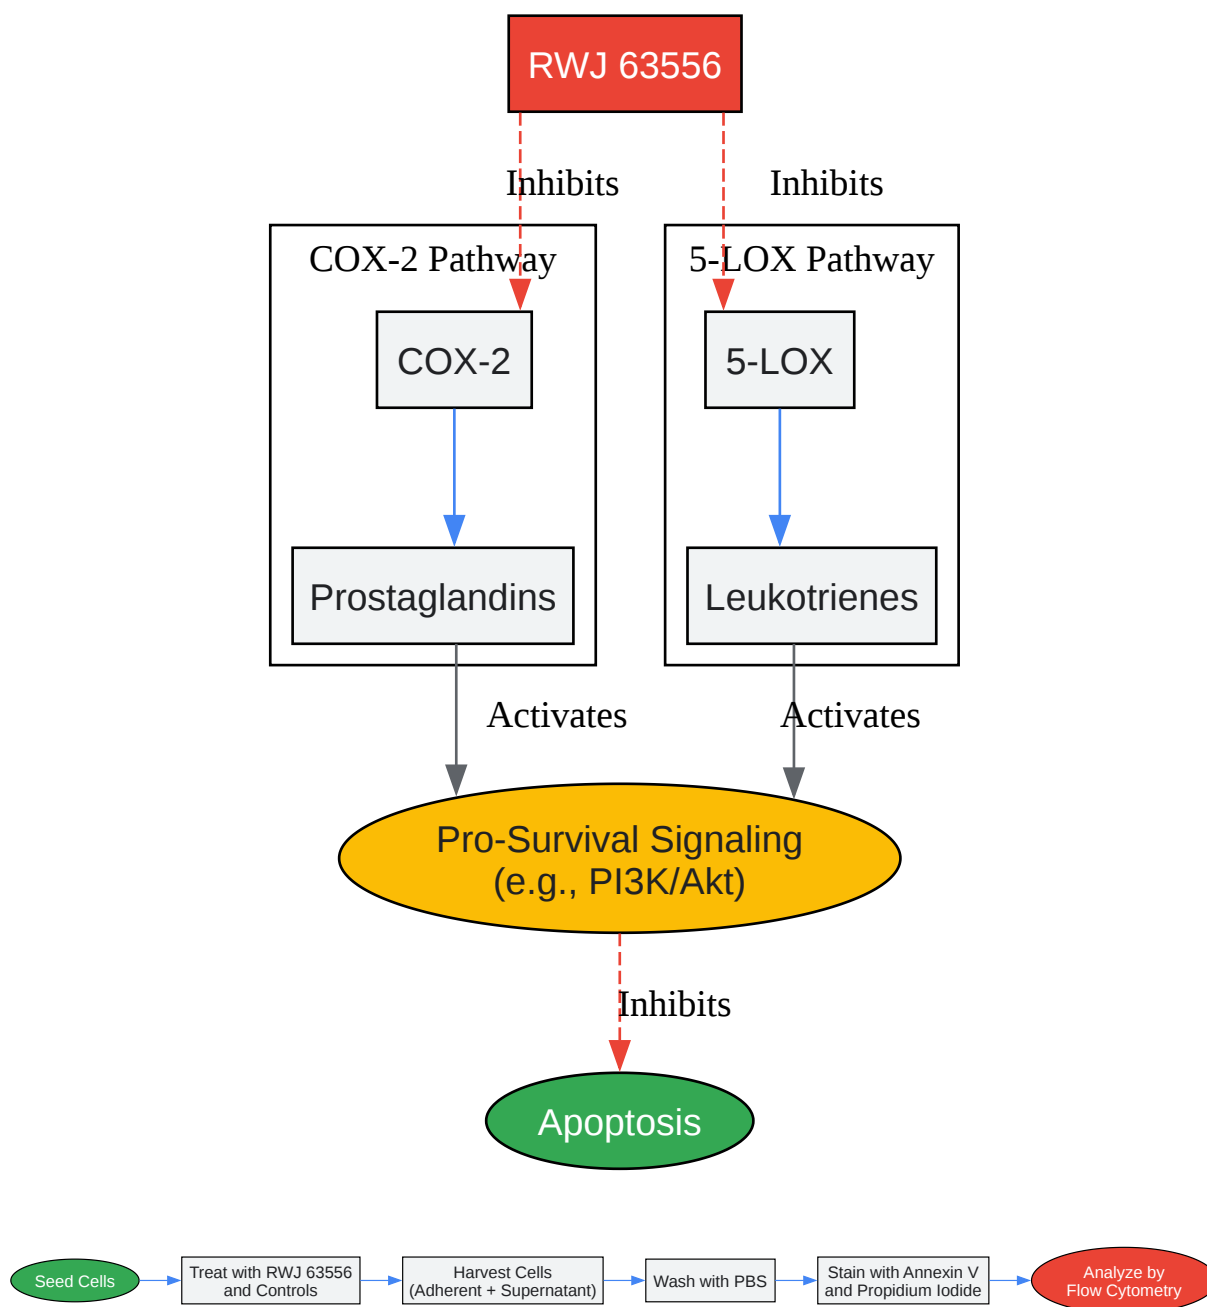 RWJ 63556
Inhibits
Inhibits
COX-2 Pathway
5-LOX Pathway
COX-2
5-LOX
Prostaglandins
Leukotrienes
Activates
Activates
Pro-Survival Signaling
(e.g., PI3K/Akt)
Inhibits
Apoptosis
Seed Cells
Treat with RWJ 63556
and Controls
Harvest Cells
(Adherent + Supernatant)
Wash with PBS
Stain with Annexin V
and Propidium Iodide
Analyze by
Flow Cytometry